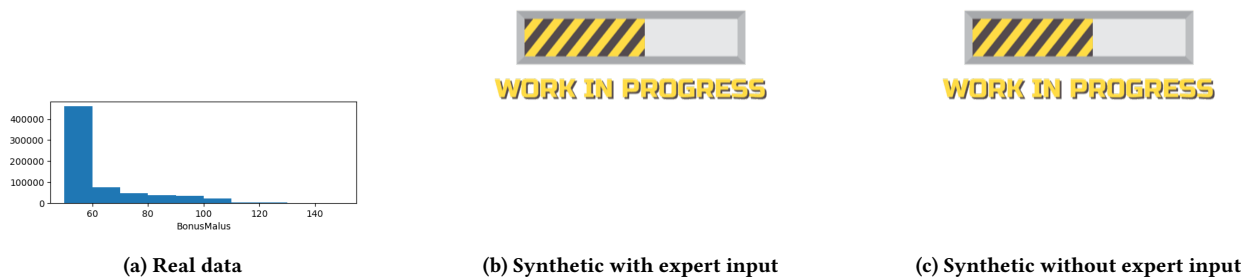 WORK IN PROGRESS
WORK IN PROGRESS
400000
300000
200000
100000
0
60 80 100 120 140
BonusMalus
(a) Real data
(b) Synthetic with expert input
(c) Synthetic without expert input